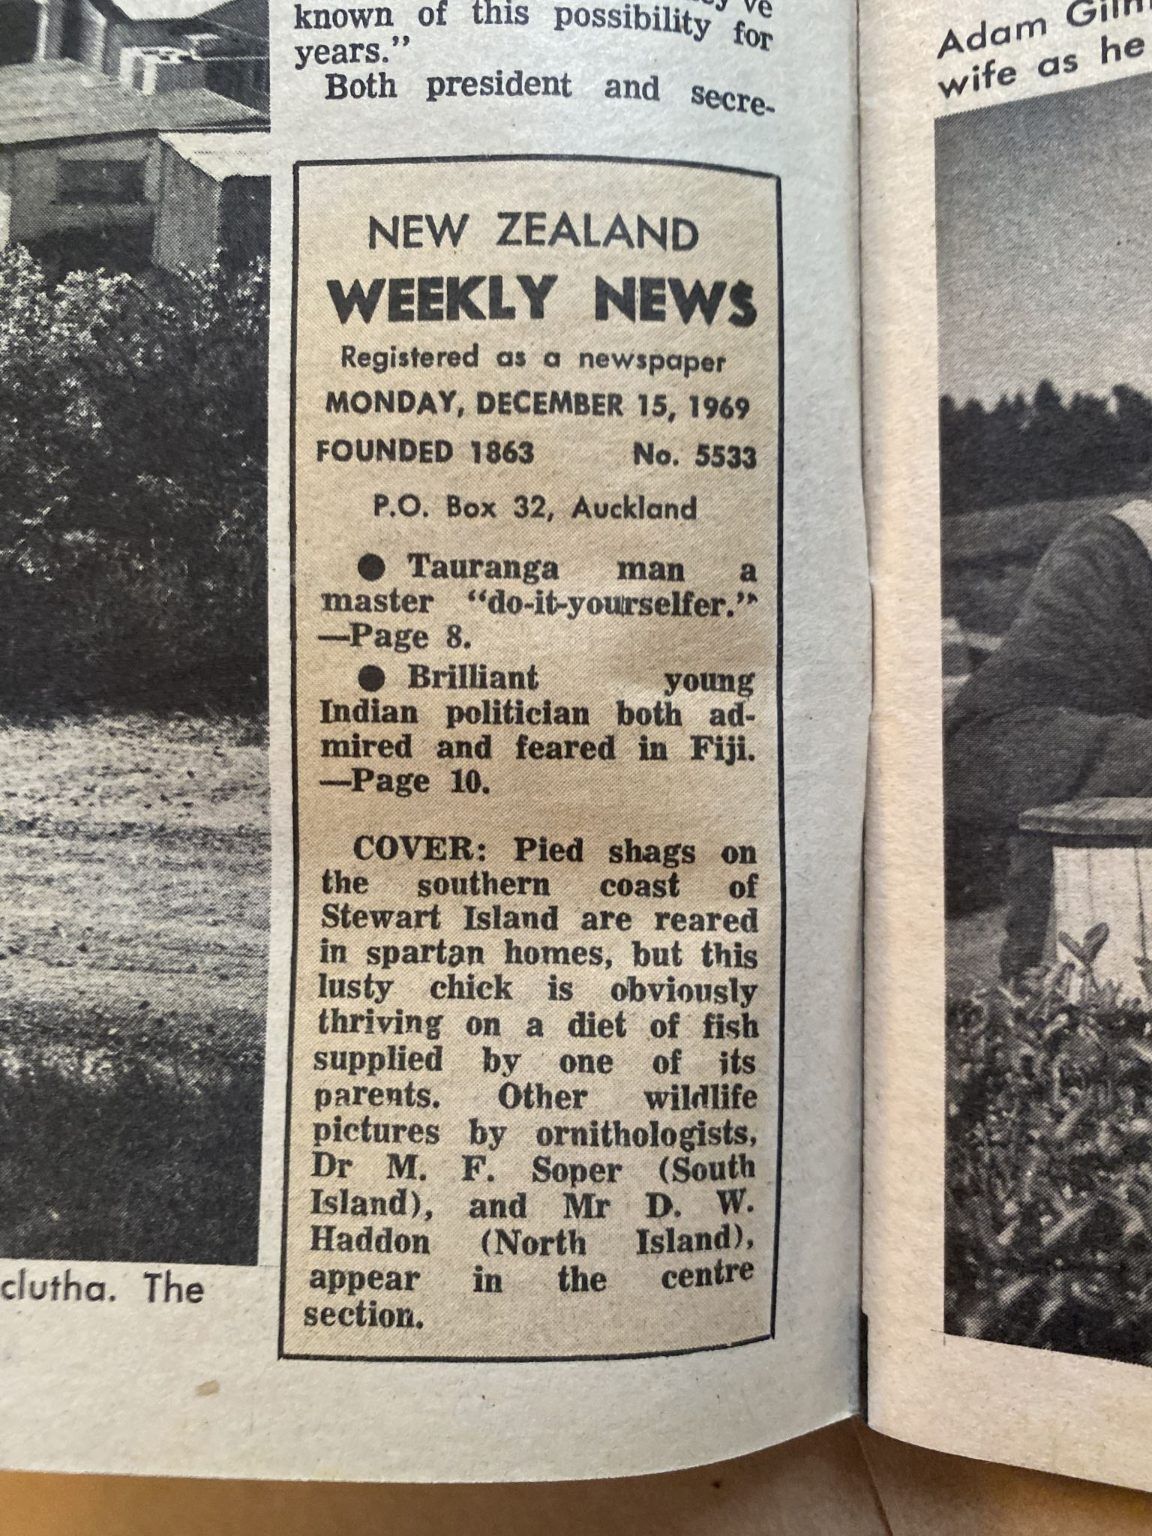 known of this possibility for
years.”
Both president and secre-
NEW ZEALAND
WEEKLY NEWS
Registered as a newspaper
MONDAY, DECEMBER 15, 1969
FOUNDED 1863 No. 5533
P.O. Box 32, Auckland
● Tauranga man a
master “do-it-yourselfer.”
—Page 8.
● Brilliant young
Indian politician both ad-
mired and feared in Fiji.
—Page 10.
COVER: Pied shags on
the southern coast of
Stewart Island are reared
in spartan homes, but this
lusty chick is obviously
thriving on a diet of fish
supplied by one of its
parents. Other wildlife
pictures by ornithologists,
Dr M. F. Soper (South
Island), and Mr D. W.
Haddon (North Island),
appear in the centre
section.
clutha. The
Adam
wife as he